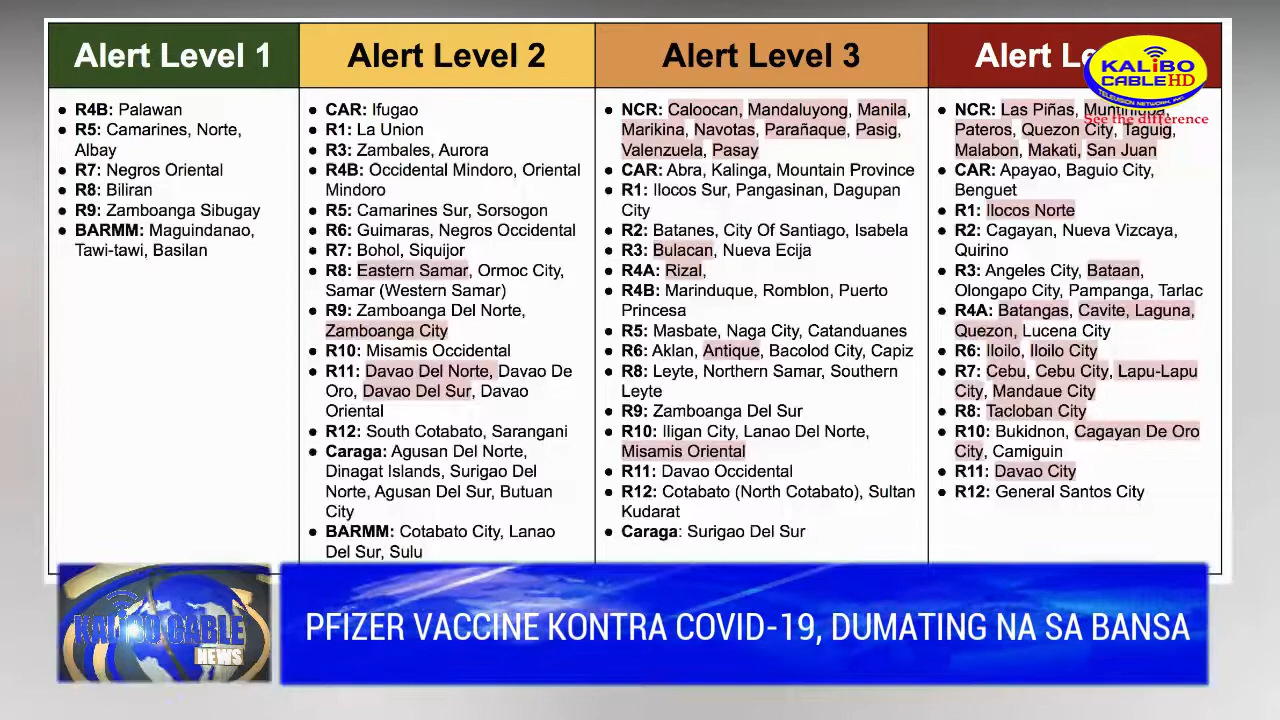 Alert Level 1
R4B: Palawan
R5: Camarines, Norte,
Albay
R7: Negros Oriental
R8: Biliran
R9: Zamboanga Sibugay
BARMM: Maguindanao,
Tawi-tawi, Basilan
Alert Level 2
CAR: Ifugao
R1: La Union
R3: Zambales, Aurora
R4B: Occidental Mindoro, Oriental
Mindoro
R5: Camarines Sur, Sorsogon
R6: Guimaras, Negros Occidental
R7: Bohol, Siquijor
R8: Eastern Samar, Ormoc City,
Samar (Western Samar)
R9: Zamboanga Del Norte,
Zamboanga City
R10: Misamis Occidental
R11: Davao Del Norte, Davao De
Oro, Davao Del Sur, Davao
Oriental
R12: South Cotabato, Sarangani
Caraga: Agusan Del Norte,
Dinagat Islands, Surigao Del
Norte, Agusan Del Sur, Butuan
City
BARMM: Cotabato City, Lanao
Del Sur, Sulu
Alert Level 3
NCR: Caloocan, Mandaluyong, Manila,
Marikina, Navotas, Parañaque, Pasig,
Valenzuela, Pasay
CAR: Abra, Kalinga, Mountain Province
R1: Ilocos Sur, Pangasinan, Dagupan
City
R2: Batanes, City Of Santiago, Isabela
R3: Bulacan, Nueva Ecija
R4A: Rizal,
R4B: Marinduque, Romblon, Puerto
Princesa
R5: Masbate, Naga City, Catanduanes
R6: Aklan, Antique, Bacolod City, Capiz
R8: Leyte, Northern Samar, Southern
Leyte
R9: Zamboanga Del Sur
R10: Iligan City, Lanao Del Norte,
Misamis Oriental
R11: Davao Occidental
R12: Cotabato (North Cotabato), Sultan
Kudarat
Caraga: Surigao Del Sur
Alert
KALIBO
CABLE HD
TELEVISION NETWORK, INC.
See the difference
NCR: Las Piñas, Muntinlupa,
Pateros, Quezon City, Taguig,
Malabon, Makati, San Juan
CAR: Apayao, Baguio City,
Benguet
R1: Ilocos Norte
R2: Cagayan, Nueva Vizcaya,
Quirino
R3: Angeles City, Bataan,
Olongapo City, Pampanga, Tarlac
R4A: Batangas, Cavite, Laguna,
Quezon, Lucena City
R6: Iloilo, Iloilo City
R7: Cebu, Cebu City, Lapu-Lapu
City, Mandaue City
R8: Tacloban City
R10: Bukidnon, Cagayan De Oro
City, Camiguin
R11: Davao City
R12: General Santos City
KALIBO CABLE
NEWS
PFIZER VACCINE KONTRA COVID-19, DUMATING NA SA BANSA